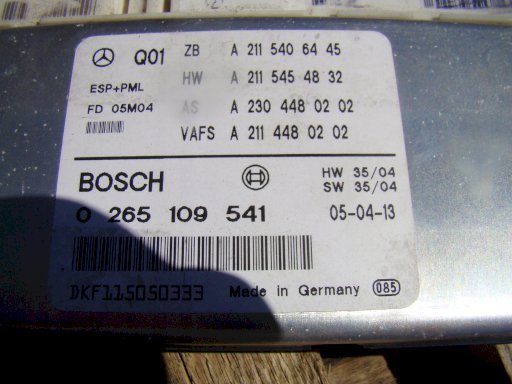 Q01 ZB A 211 540 64 45
HW A 211 545 48 32
ESP+PML
FD 05M04 AS A 230 448 02 02
VAFS A 211 448 02 02
BOSCH HW 35/04
SW 35/04
0 265 109 541 05-04-13
DKF115050333 Made in Germany 085